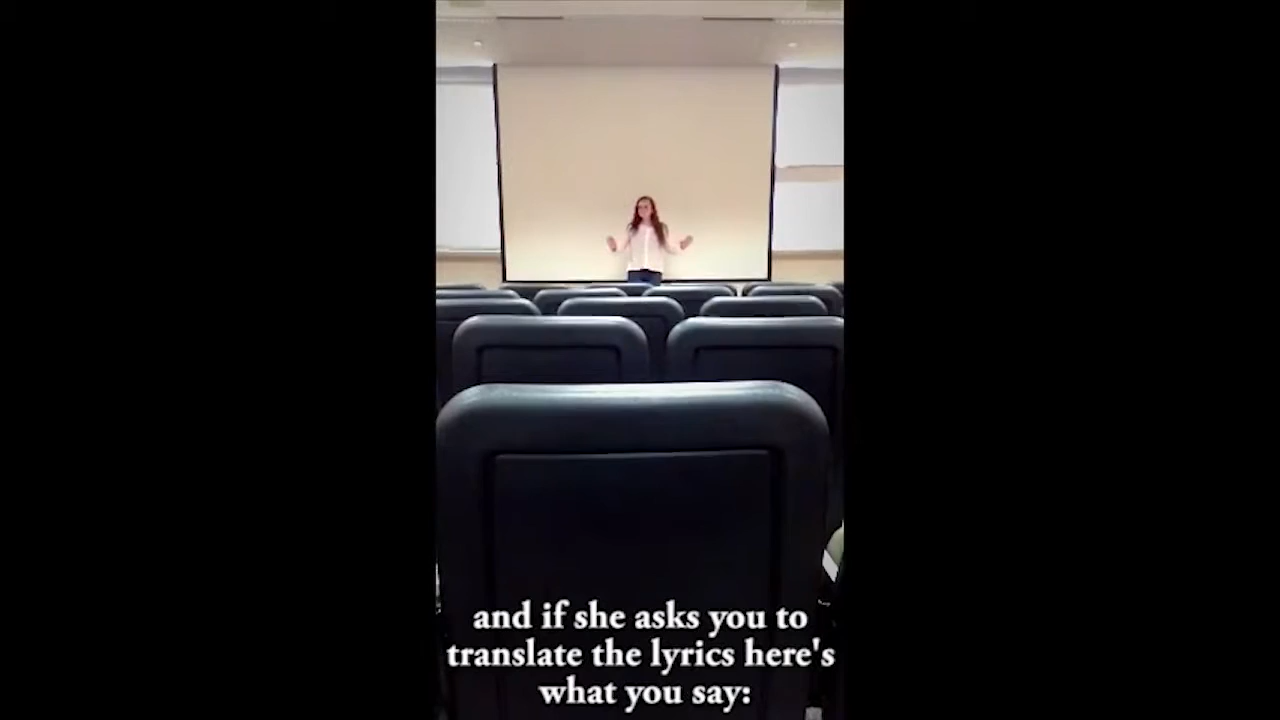 and if she asks you to
translate the lyrics here's
what you say: